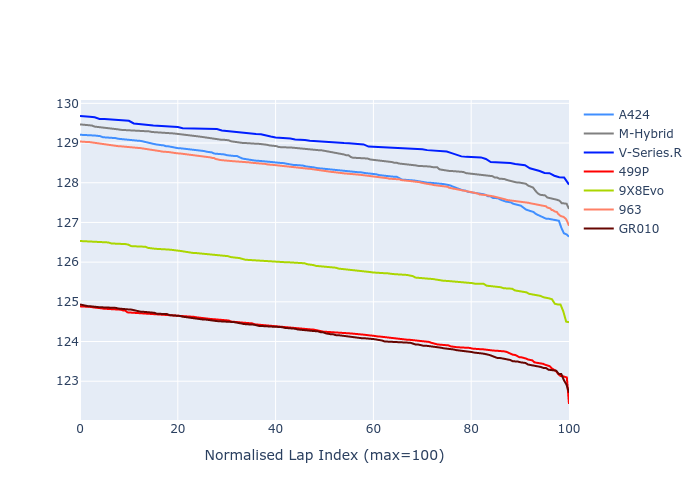 130
129
128
127
126
125
124
123
0 20 40 60 80 100
Normalised Lap Index (max=100)
A424
M-Hybrid
V-Series.R
499P
9X8Evo
963
GR010